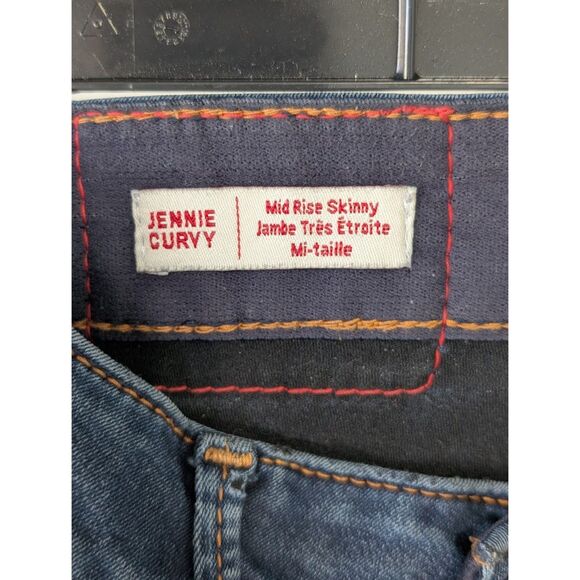 JENNIE
CURVY
Mid Rise Skinny
Jambe Très Étroite
Mi-taille